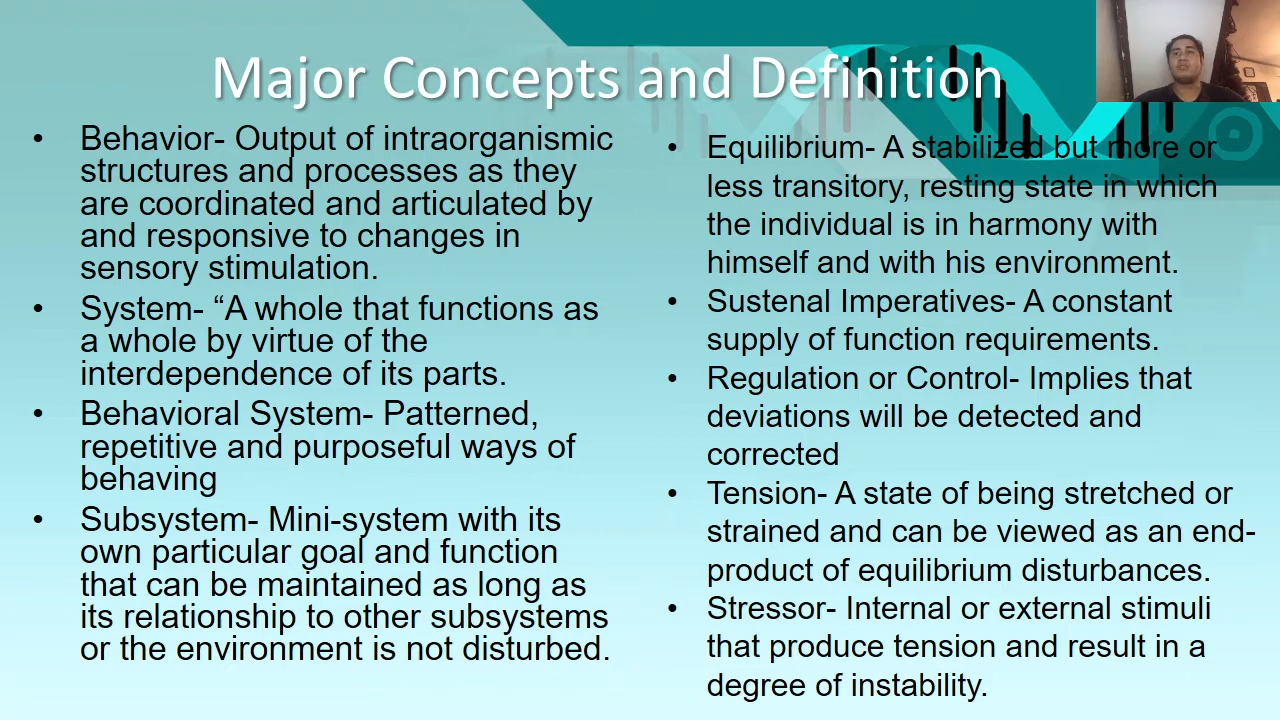 Major Concepts and Definition
• Behavior- Output of intraorganismic
structures and processes as they
are coordinated and articulated by
and responsive to changes in
sensory stimulation.
• System- “A whole that functions as
a whole by virtue of the
interdependence of its parts.
• Behavioral System- Patterned,
repetitive and purposeful ways of
behaving
• Subsystem- Mini-system with its
own particular goal and function
that can be maintained as long as
its relationship to other subsystems
or the environment is not disturbed.
• Equilibrium- A stabilized but more or
less transitory, resting state in which
the individual is in harmony with
himself and with his environment.
• Sustenal Imperatives- A constant
supply of function requirements.
• Regulation or Control- Implies that
deviations will be detected and
corrected
• Tension- A state of being stretched or
strained and can be viewed as an end-
product of equilibrium disturbances.
• Stressor- Internal or external stimuli
that produce tension and result in a
degree of instability.